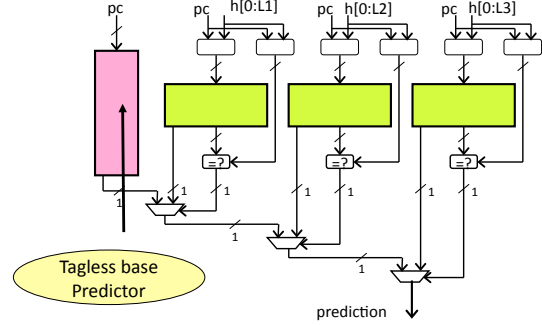 pc
pc h[0:L1]
pc h[0:L2]
pc h[0:L3]
=?
=?
=?
1
1
1
1
1
1
1
1
1
Tagless base
Predictor
prediction